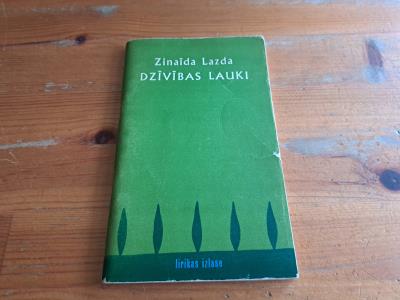 Zinaīda Lazda
DZĪVĪBAS LAUKI
lirikas izlase